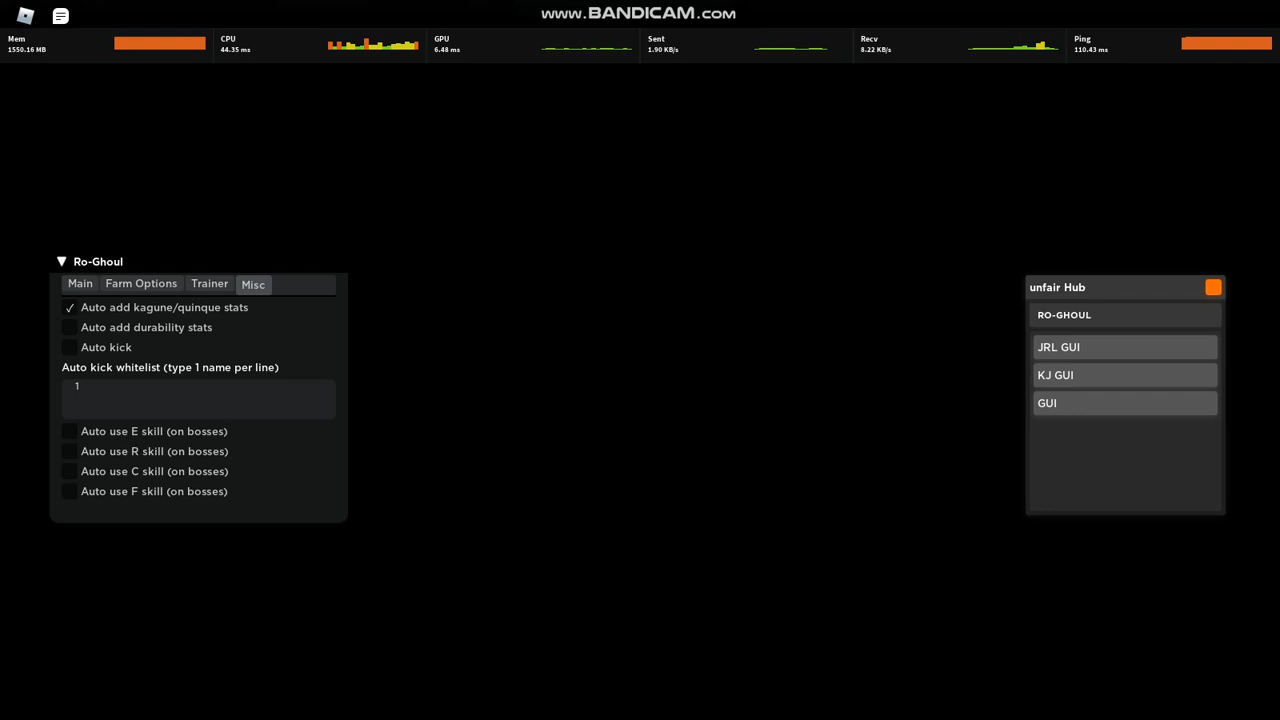 www.BANDICAM.com
Mem
1550.16 MB
CPU
44.35 ms
GPU
6.48 ms
Sent
1.90 KB/s
Recv
8.22 KB/s
Ping
110.43 ms
Ro-Ghoul
Main Farm Options Trainer Misc
Auto add kagune/quinque stats
Auto add durability stats
Auto kick
Auto kick whitelist (type 1 name per line)
1
Auto use E skill (on bosses)
Auto use R skill (on bosses)
Auto use C skill (on bosses)
Auto use F skill (on bosses)
unfair Hub
RO-GHOUL
JRL GUI
KJ GUI
GUI